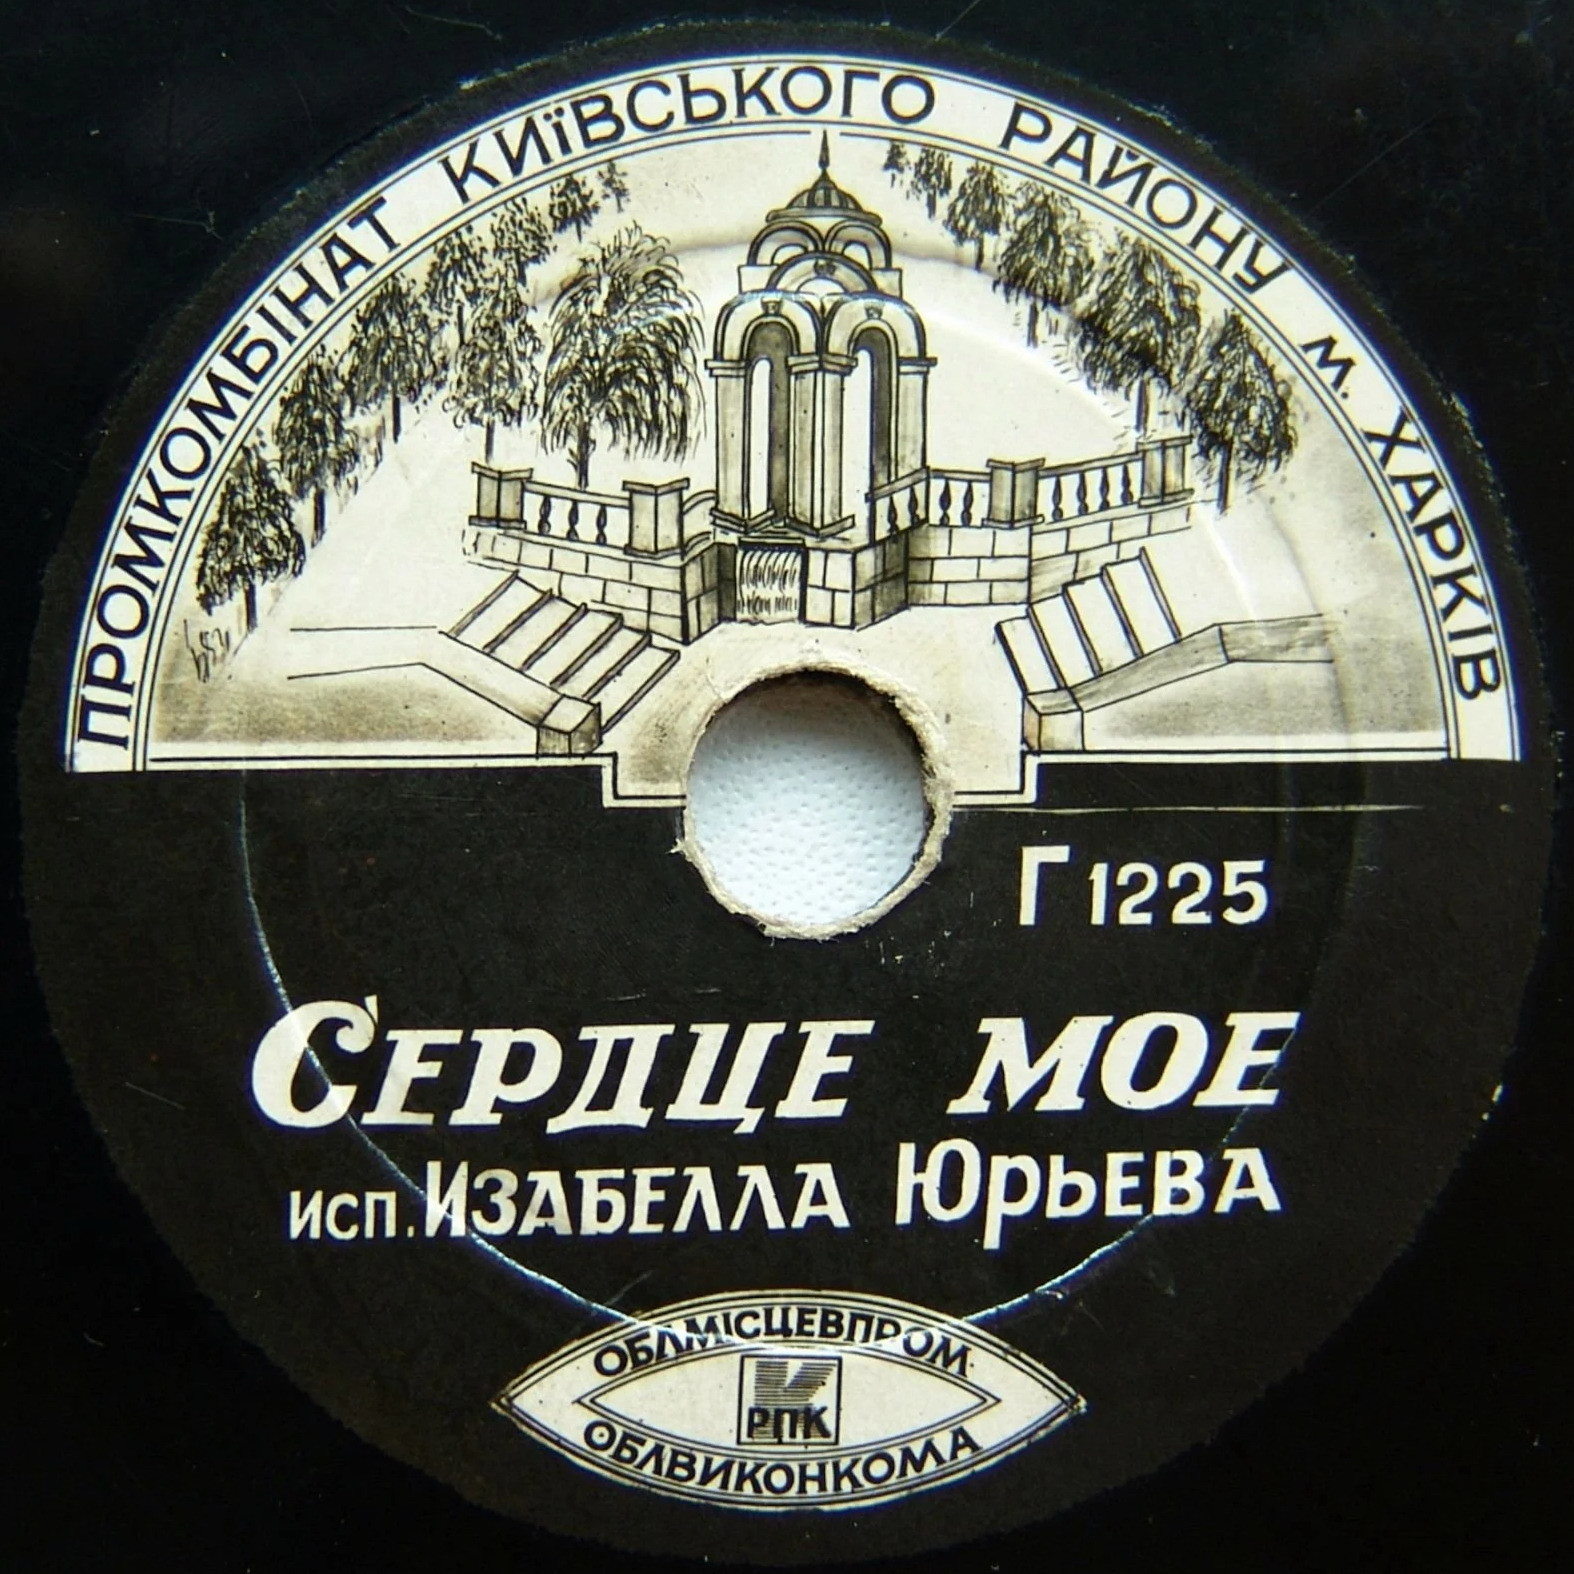 ПРОМКОМБІНАТ КИЇВСЬКОГО РАЙОНУ м. ХАРКІВ
Г 1225
СЕРДЦЕ МОЕ
исп. ИЗАБЕЛЛА ЮРЬЕВА
ОБЛМІСЦЕВПРОМ
РПК
ОБЛВИКОНКОМА